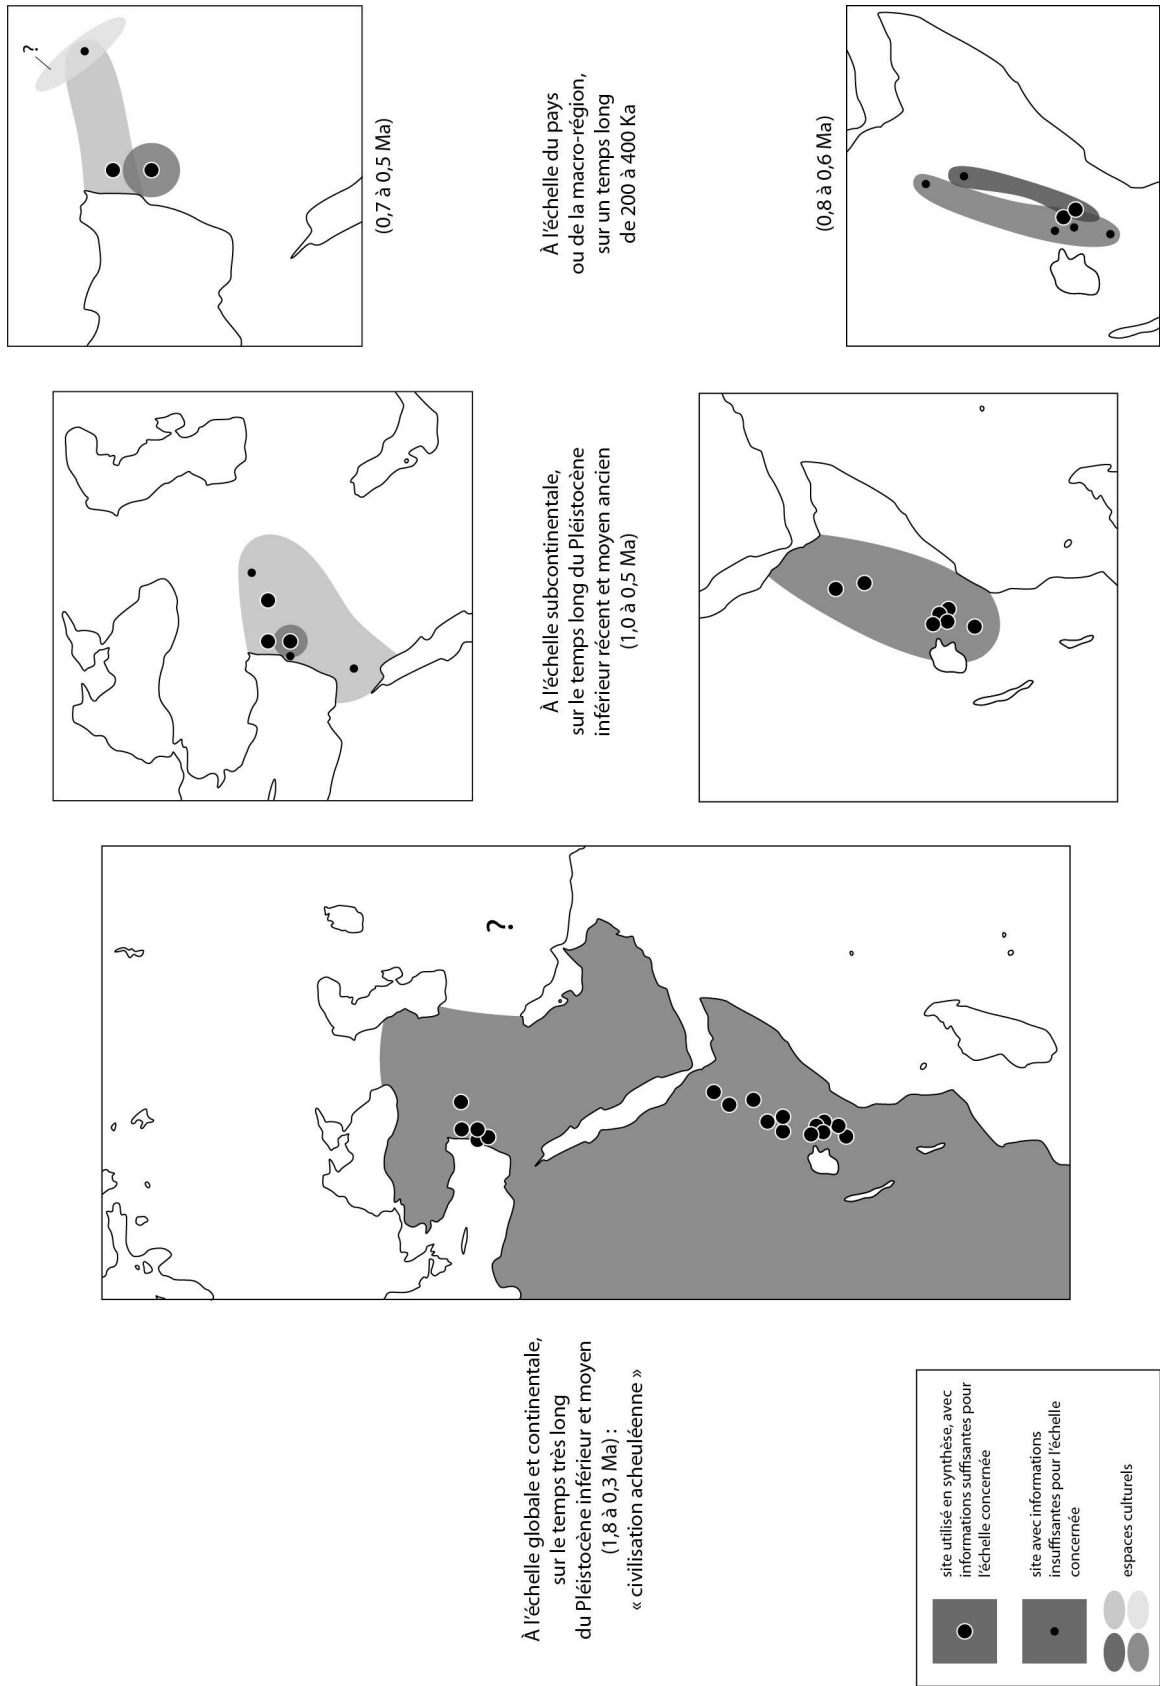 À l'échelle globale et continentale,
sur le temps très long
du Pléistocène inférieur et moyen
(1,8 à 0,3 Ma) :
« civilisation acheuléenne »
?
À l'échelle subcontinentale,
sur le temps long du Pléistocène
inférieur récent et moyen ancien
(1,0 à 0,5 Ma)
À l'échelle du pays
ou de la macro-région,
sur un temps long
de 200 à 400 Ka
?
(0,7 à 0,5 Ma)
(0,8 à 0,6 Ma)
site utilisé en synthèse, avec
informations suffisantes pour
l'échelle concernée
site avec informations
insuffisantes pour l'échelle
concernée
espaces culturels